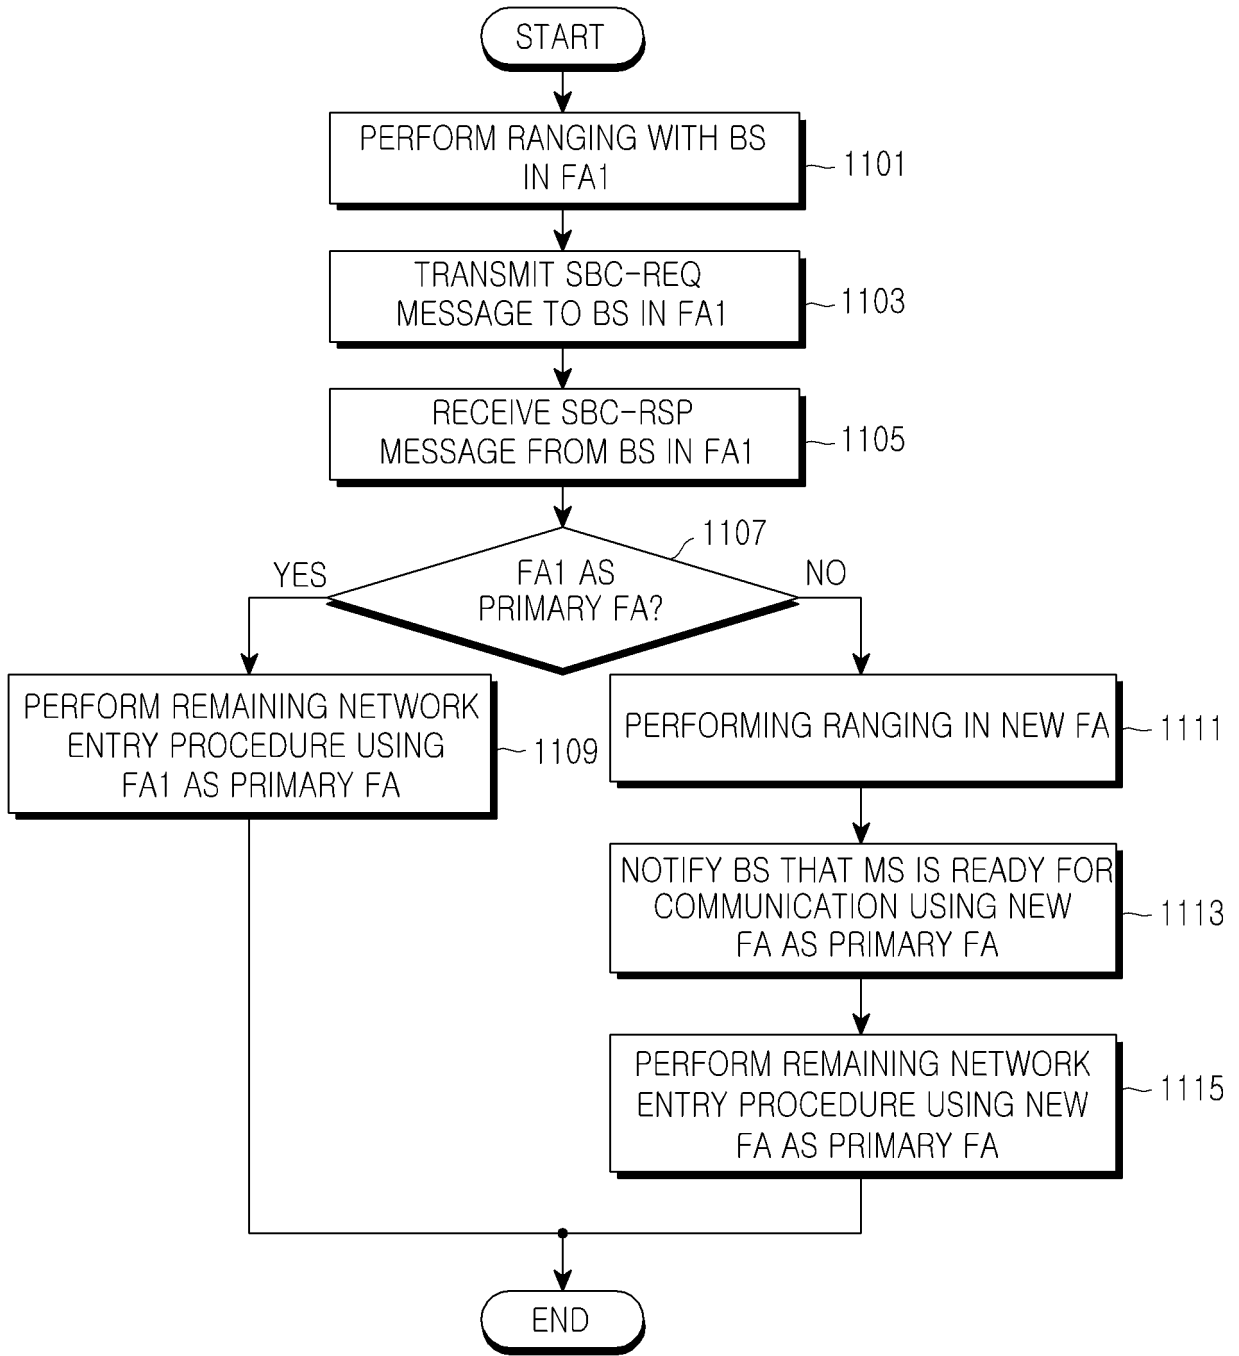 START
PERFORM RANGING WITH BS
IN FA1
1101
TRANSMIT SBC-REQ
MESSAGE TO BS IN FA1
1103
RECEIVE SBC-RSP
MESSAGE FROM BS IN FA1
1105
1107
FA1 AS
PRIMARY FA?
YES
NO
PERFORM REMAINING NETWORK
ENTRY PROCEDURE USING
FA1 AS PRIMARY FA
1109
PERFORMING RANGING IN NEW FA
1111
NOTIFY BS THAT MS IS READY FOR
COMMUNICATION USING NEW
FA AS PRIMARY FA
1113
PERFORM REMAINING NETWORK
ENTRY PROCEDURE USING NEW
FA AS PRIMARY FA
1115
END